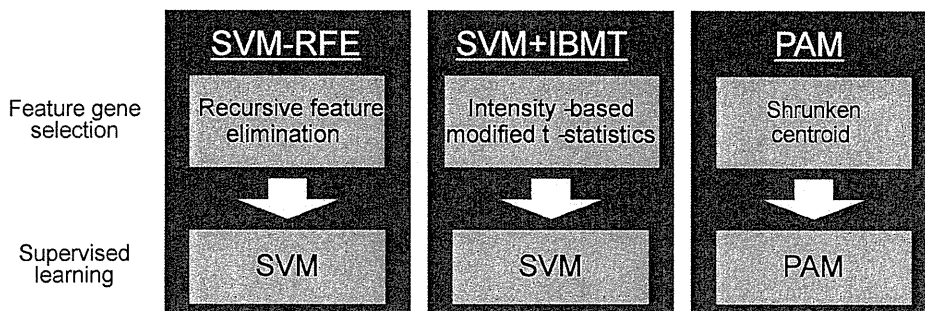 SVM-RFE
SVM+IBMT
PAM
Feature gene
selection
Recursive feature
elimination
Intensity -based
modified t -statistics
Shrunken
centroid
Supervised
learning
SVM
SVM
PAM